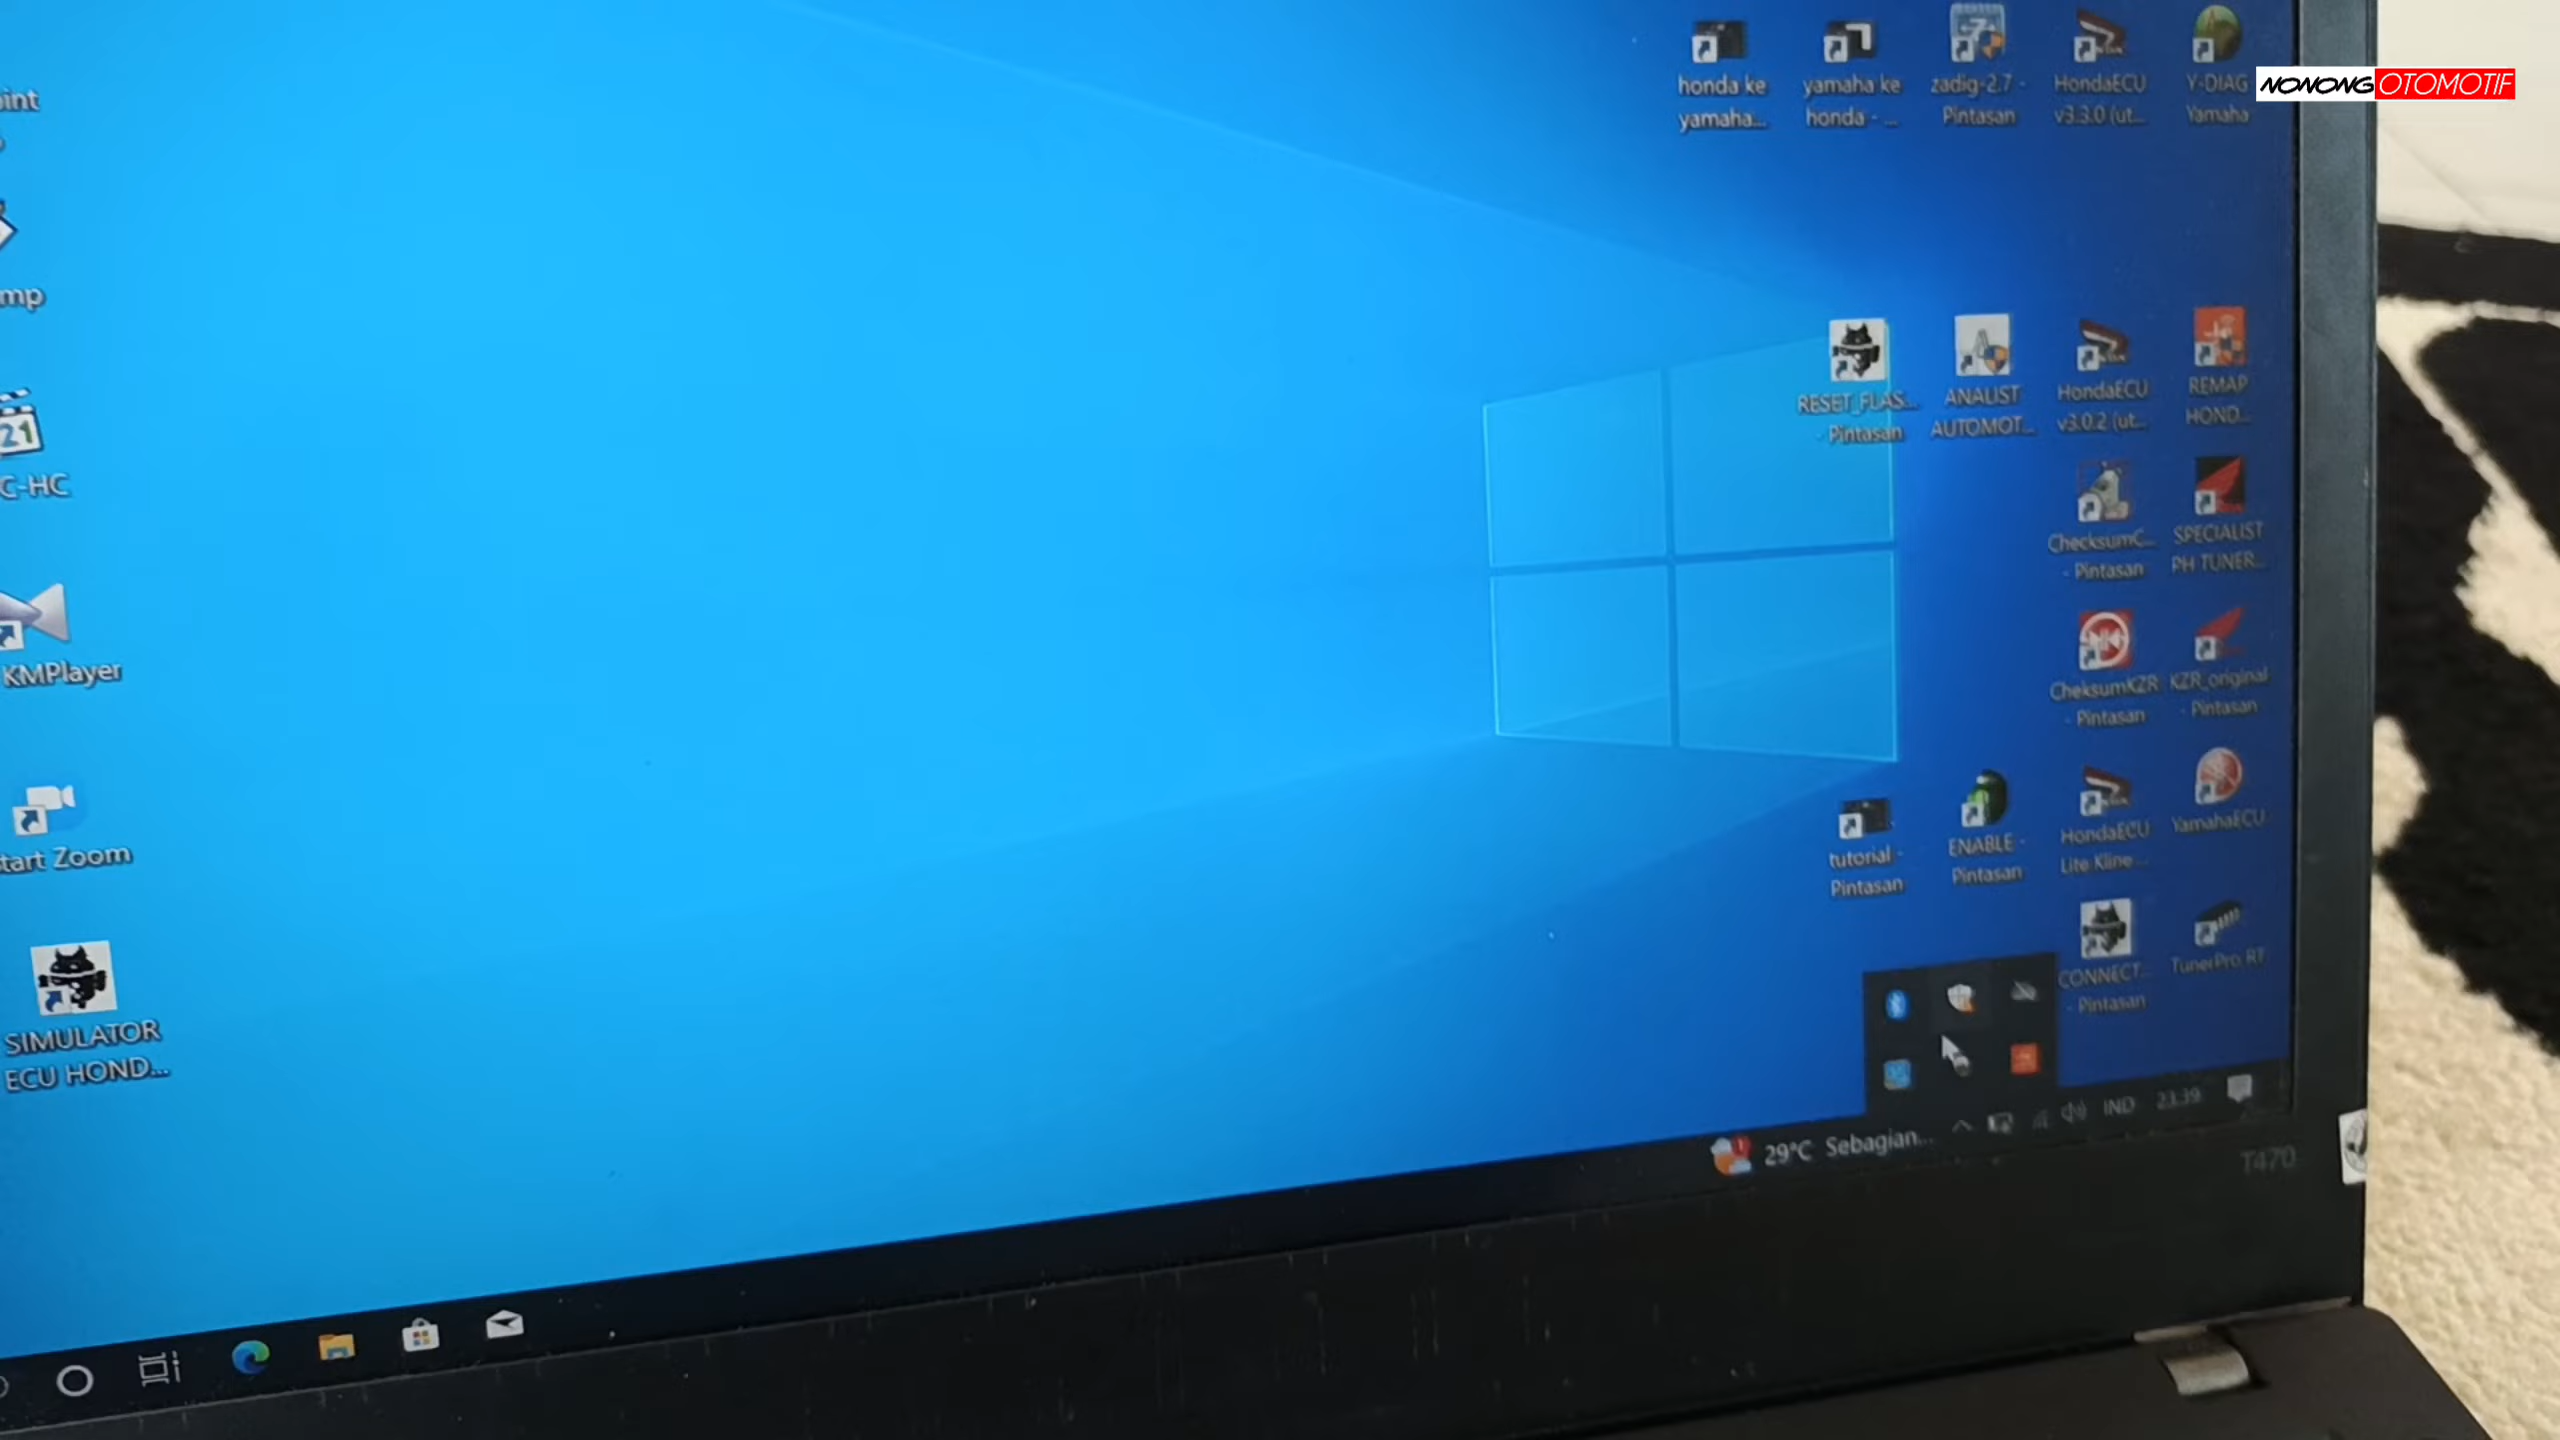 honda ke
yamaha...
yamaha ke
honda - ...
zadig-2.7 -
Pintasan
HondaECU
v3.3.0 (ut...
Y-DIAG
Yamaha
NONONG OTOMOTIF
int
mp
21
C-HC
KMPlayer
tart Zoom
SIMULATOR
ECU HOND...
RESET_FLAS...
- Pintasan
ANALIST
AUTOMOT...
HondaECU
v3.0.2 (ut...
REMAP
HOND...
ChecksumC...
- Pintasan
SPECIALIST
PH TUNER...
CheksumKZR
- Pintasan
KZR_original
- Pintasan
tutorial -
Pintasan
ENABLE -
Pintasan
HondaECU
Lite Kline ...
YamahaECU
CONNECT...
- Pintasan
TunerPro RT
29°C Sebagian...
IND
23.39
T470